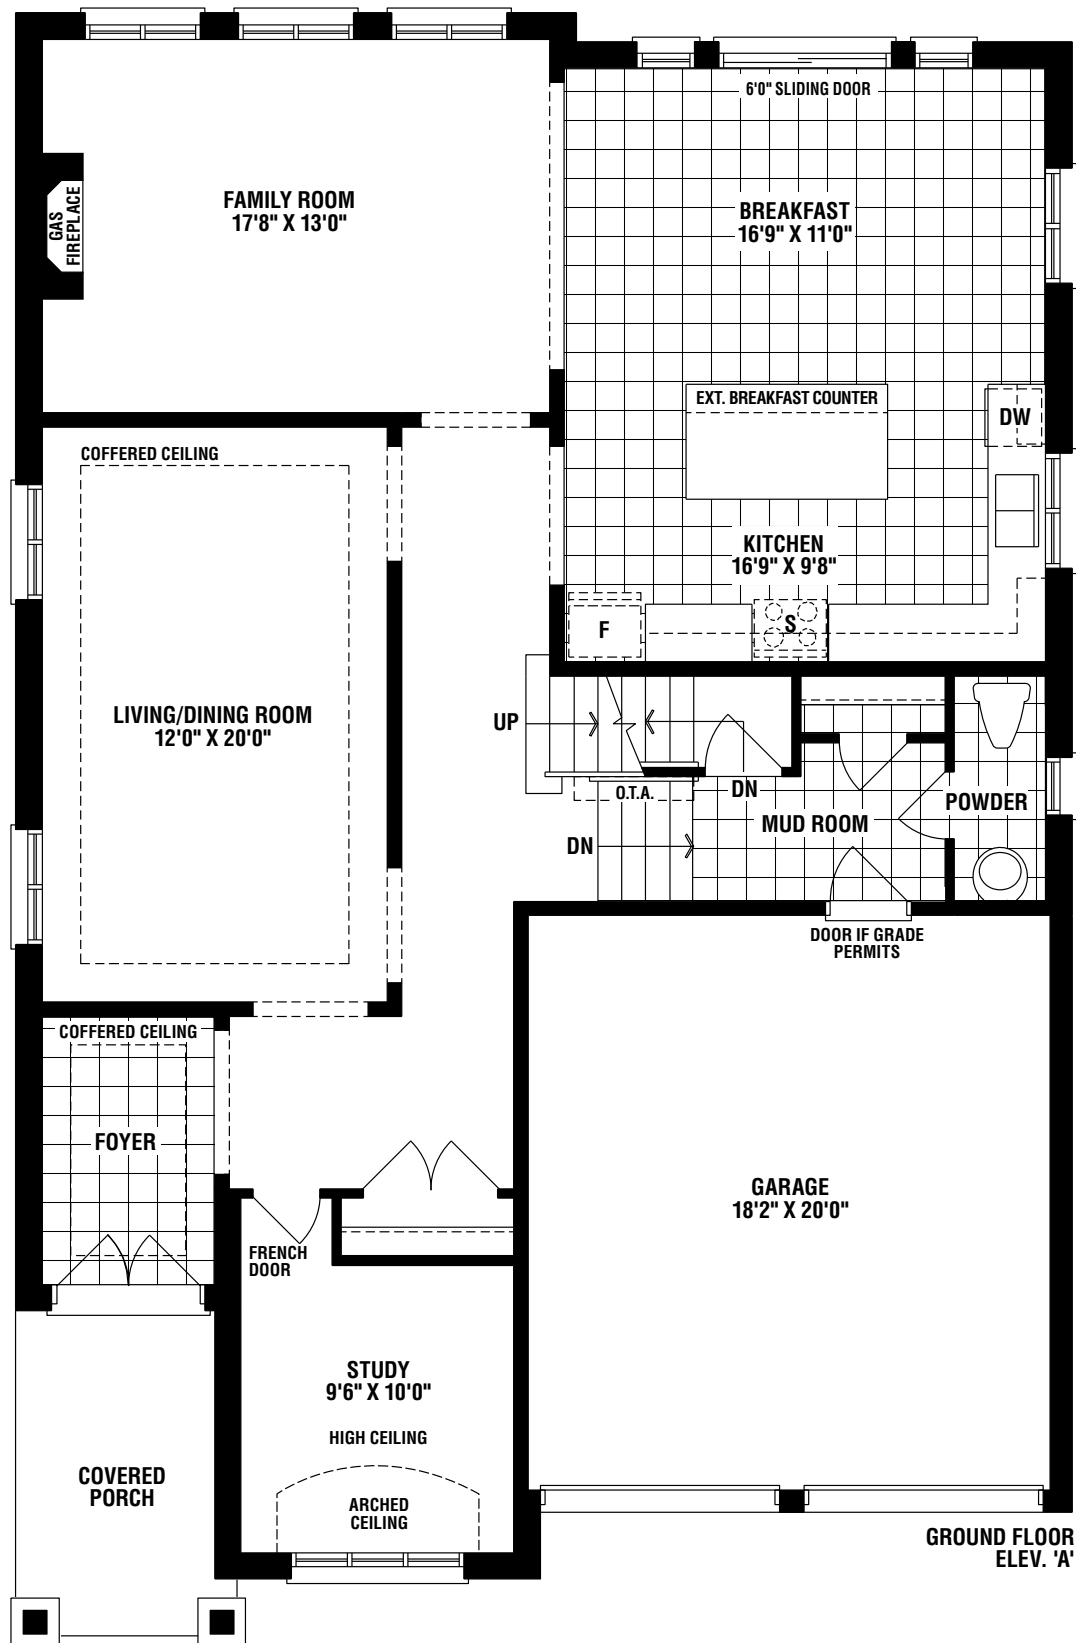 6'0" SLIDING DOOR
FAMILY ROOM
17'8" X 13'0"
GAS
FIREPLACE
BREAKFAST
16'9" X 11'0"
EXT. BREAKFAST COUNTER
DW
COFFERED CEILING
KITCHEN
16'9" X 9'8"
F
S
LIVING/DINING ROOM
12'0" X 20'0"
UP
DN
O.T.A.
POWDER
MUD ROOM
DN
DOOR IF GRADE
PERMITS
COFFERED CEILING
FOYER
GARAGE
18'2" X 20'0"
FRENCH
DOOR
STUDY
9'6" X 10'0"
HIGH CEILING
COVERED
PORCH
ARCHED
CEILING
GROUND FLOOR
ELEV. 'A'